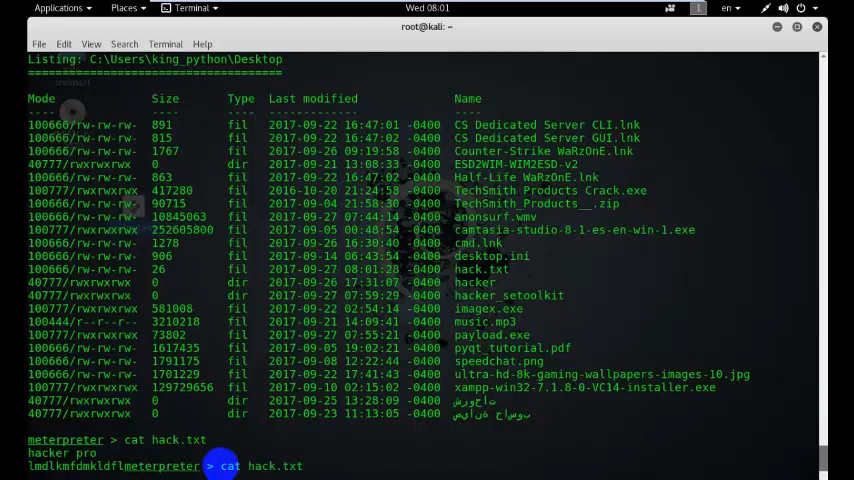 Applications Places Terminal Wed 08:01 1 en
root@kali: ~
File Edit View Search Terminal Help
Listing: C:\Users\king_python\Desktop
=====================================
Mode Size Type Last modified Name
---- ---- ---- ------------- ----
100666/rw-rw-rw- 891 fil 2017-09-22 16:47:01 -0400 CS Dedicated Server CLI.lnk
100666/rw-rw-rw- 815 fil 2017-09-22 16:47:02 -0400 CS Dedicated Server GUI.lnk
100666/rw-rw-rw- 1767 fil 2017-09-26 09:19:58 -0400 Counter-Strike WaRzOnE.lnk
40777/rwxrwxrwx 0 dir 2017-09-21 13:08:33 -0400 ESD2WIM-WIM2ESD-v2
100666/rw-rw-rw- 863 fil 2017-09-22 16:47:02 -0400 Half-Life WaRzOnE.lnk
100777/rwxrwxrwx 417280 fil 2016-10-20 21:24:58 -0400 TechSmith Products Crack.exe
100666/rw-rw-rw- 90715 fil 2017-09-04 21:58:30 -0400 TechSmith_Products__.zip
100666/rw-rw-rw- 10845063 fil 2017-09-27 07:44:14 -0400 anonsurf.wmv
100777/rwxrwxrwx 252605800 fil 2017-09-05 00:48:54 -0400 camtasia-studio-8-1-es-en-win-1.exe
100666/rw-rw-rw- 1278 fil 2017-09-26 16:30:40 -0400 cmd.lnk
100666/rw-rw-rw- 906 fil 2017-09-14 06:43:54 -0400 desktop.ini
100666/rw-rw-rw- 26 fil 2017-09-27 08:01:28 -0400 hack.txt
40777/rwxrwxrwx 0 dir 2017-09-26 17:31:07 -0400 hacker
40777/rwxrwxrwx 0 dir 2017-09-27 07:59:29 -0400 hacker_setoolkit
100777/rwxrwxrwx 581008 fil 2017-09-22 02:54:14 -0400 imagex.exe
100444/r--r--r-- 3210218 fil 2017-09-21 14:09:41 -0400 music.mp3
100777/rwxrwxrwx 73802 fil 2017-09-27 07:55:21 -0400 payload.exe
100666/rw-rw-rw- 1617435 fil 2017-09-05 19:02:21 -0400 pyqt_tutorial.pdf
100666/rw-rw-rw- 1791175 fil 2017-09-08 12:22:44 -0400 speedchat.png
100666/rw-rw-rw- 1701229 fil 2017-09-22 17:41:43 -0400 ultra-hd-8k-gaming-wallpapers-images-10.jpg
100777/rwxrwxrwx 129729656 fil 2017-09-10 02:15:02 -0400 xampp-win32-7.1.8-0-VC14-installer.exe
40777/rwxrwxrwx 0 dir 2017-09-25 13:28:09 -0400 شروحات
40777/rwxrwxrwx 0 dir 2017-09-23 11:13:05 -0400 صيانة حاسوب
meterpreter > cat hack.txt
hacker pro
lmdlkmfdmkldflmeterpreter > cat hack.txt